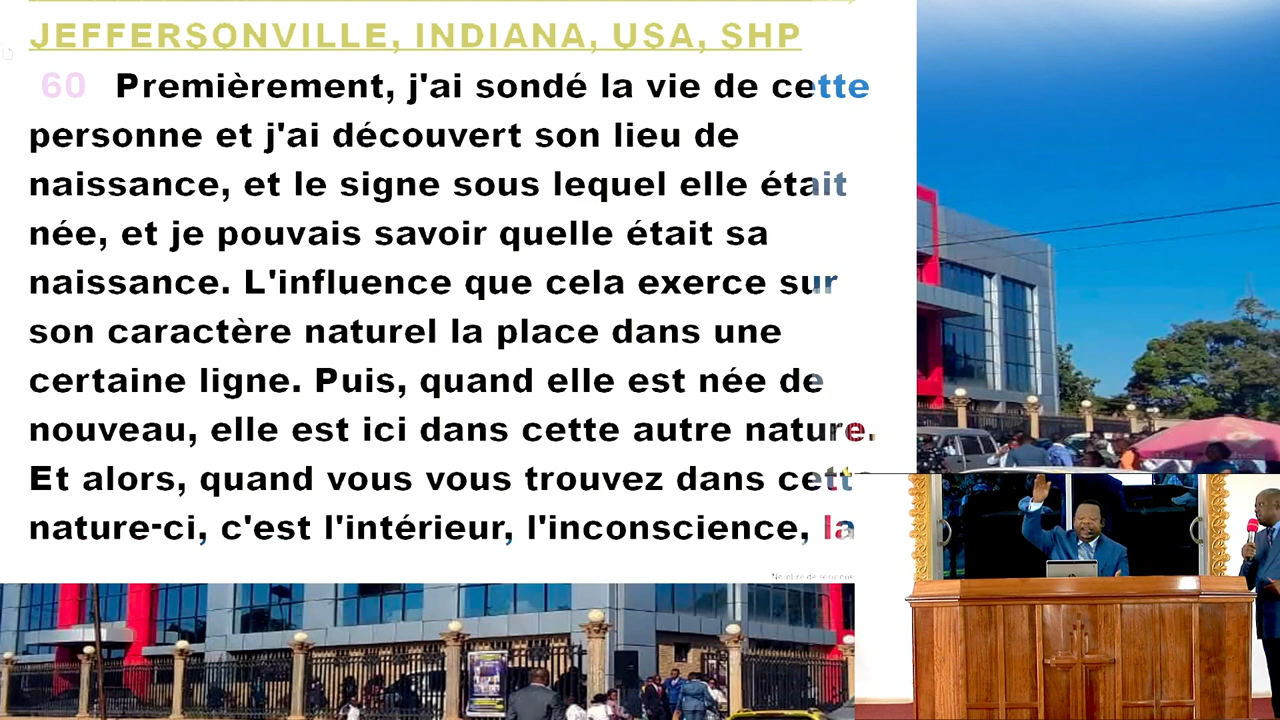 JEFFERSONVILLE, INDIANA, USA, SHP
60 Premièrement, j'ai sondé la vie de cette
personne et j'ai découvert son lieu de
naissance, et le signe sous lequel elle était
née, et je pouvais savoir quelle était sa
naissance. L'influence que cela exerce sur
son caractère naturel la place dans une
certaine ligne. Puis, quand elle est née de
nouveau, elle est ici dans cette autre nature.
Et alors, quand vous vous trouvez dans cette
nature-ci, c'est l'intérieur, l'inconscience, la